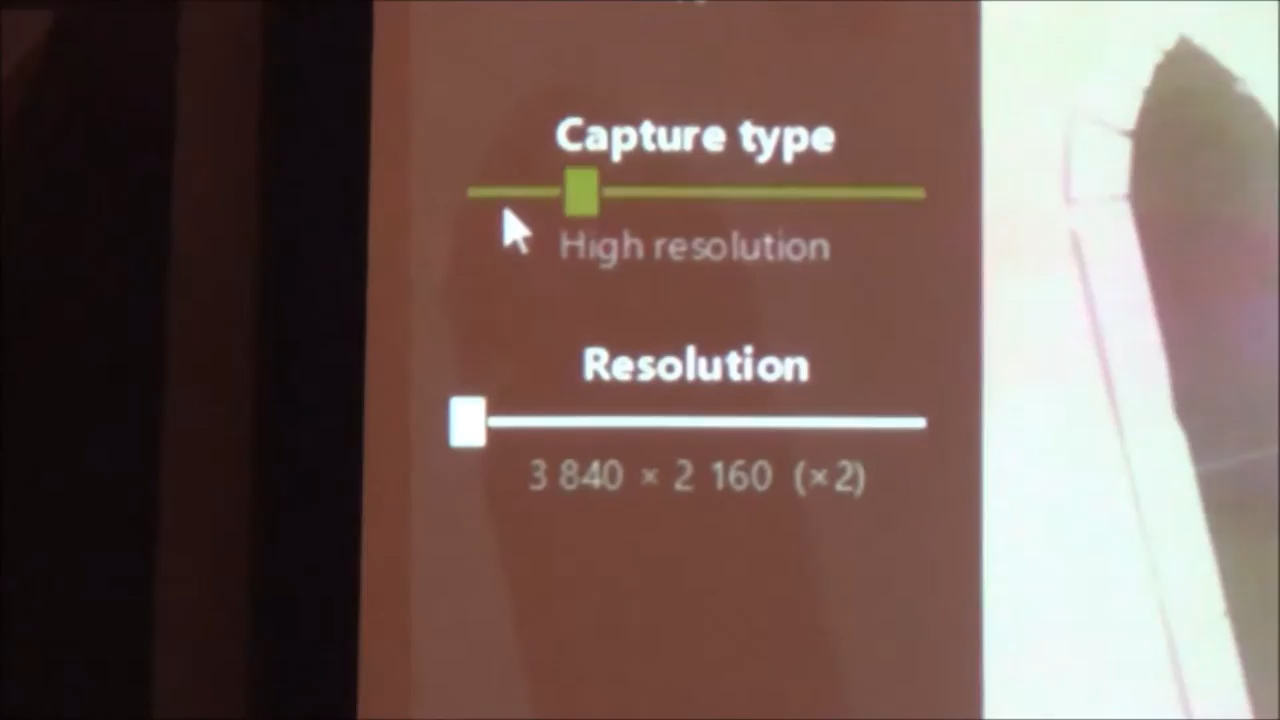 Capture type
High resolution
Resolution
3 840 × 2 160 (×2)